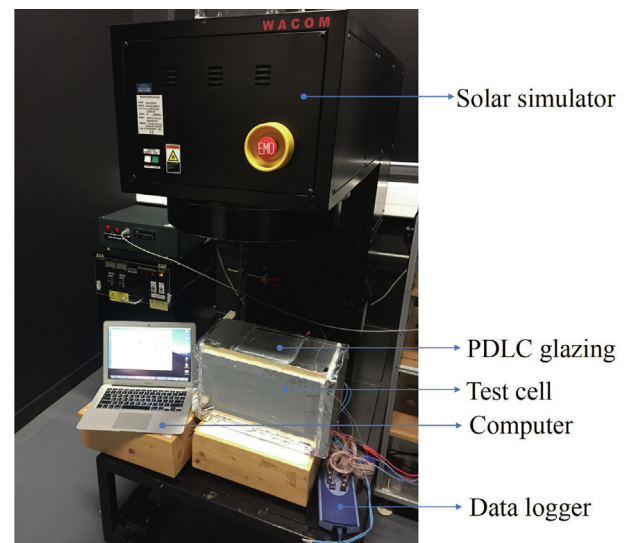 WACOM
Solar simulator
EMO
PDLC glazing
Test cell
Computer
Data logger